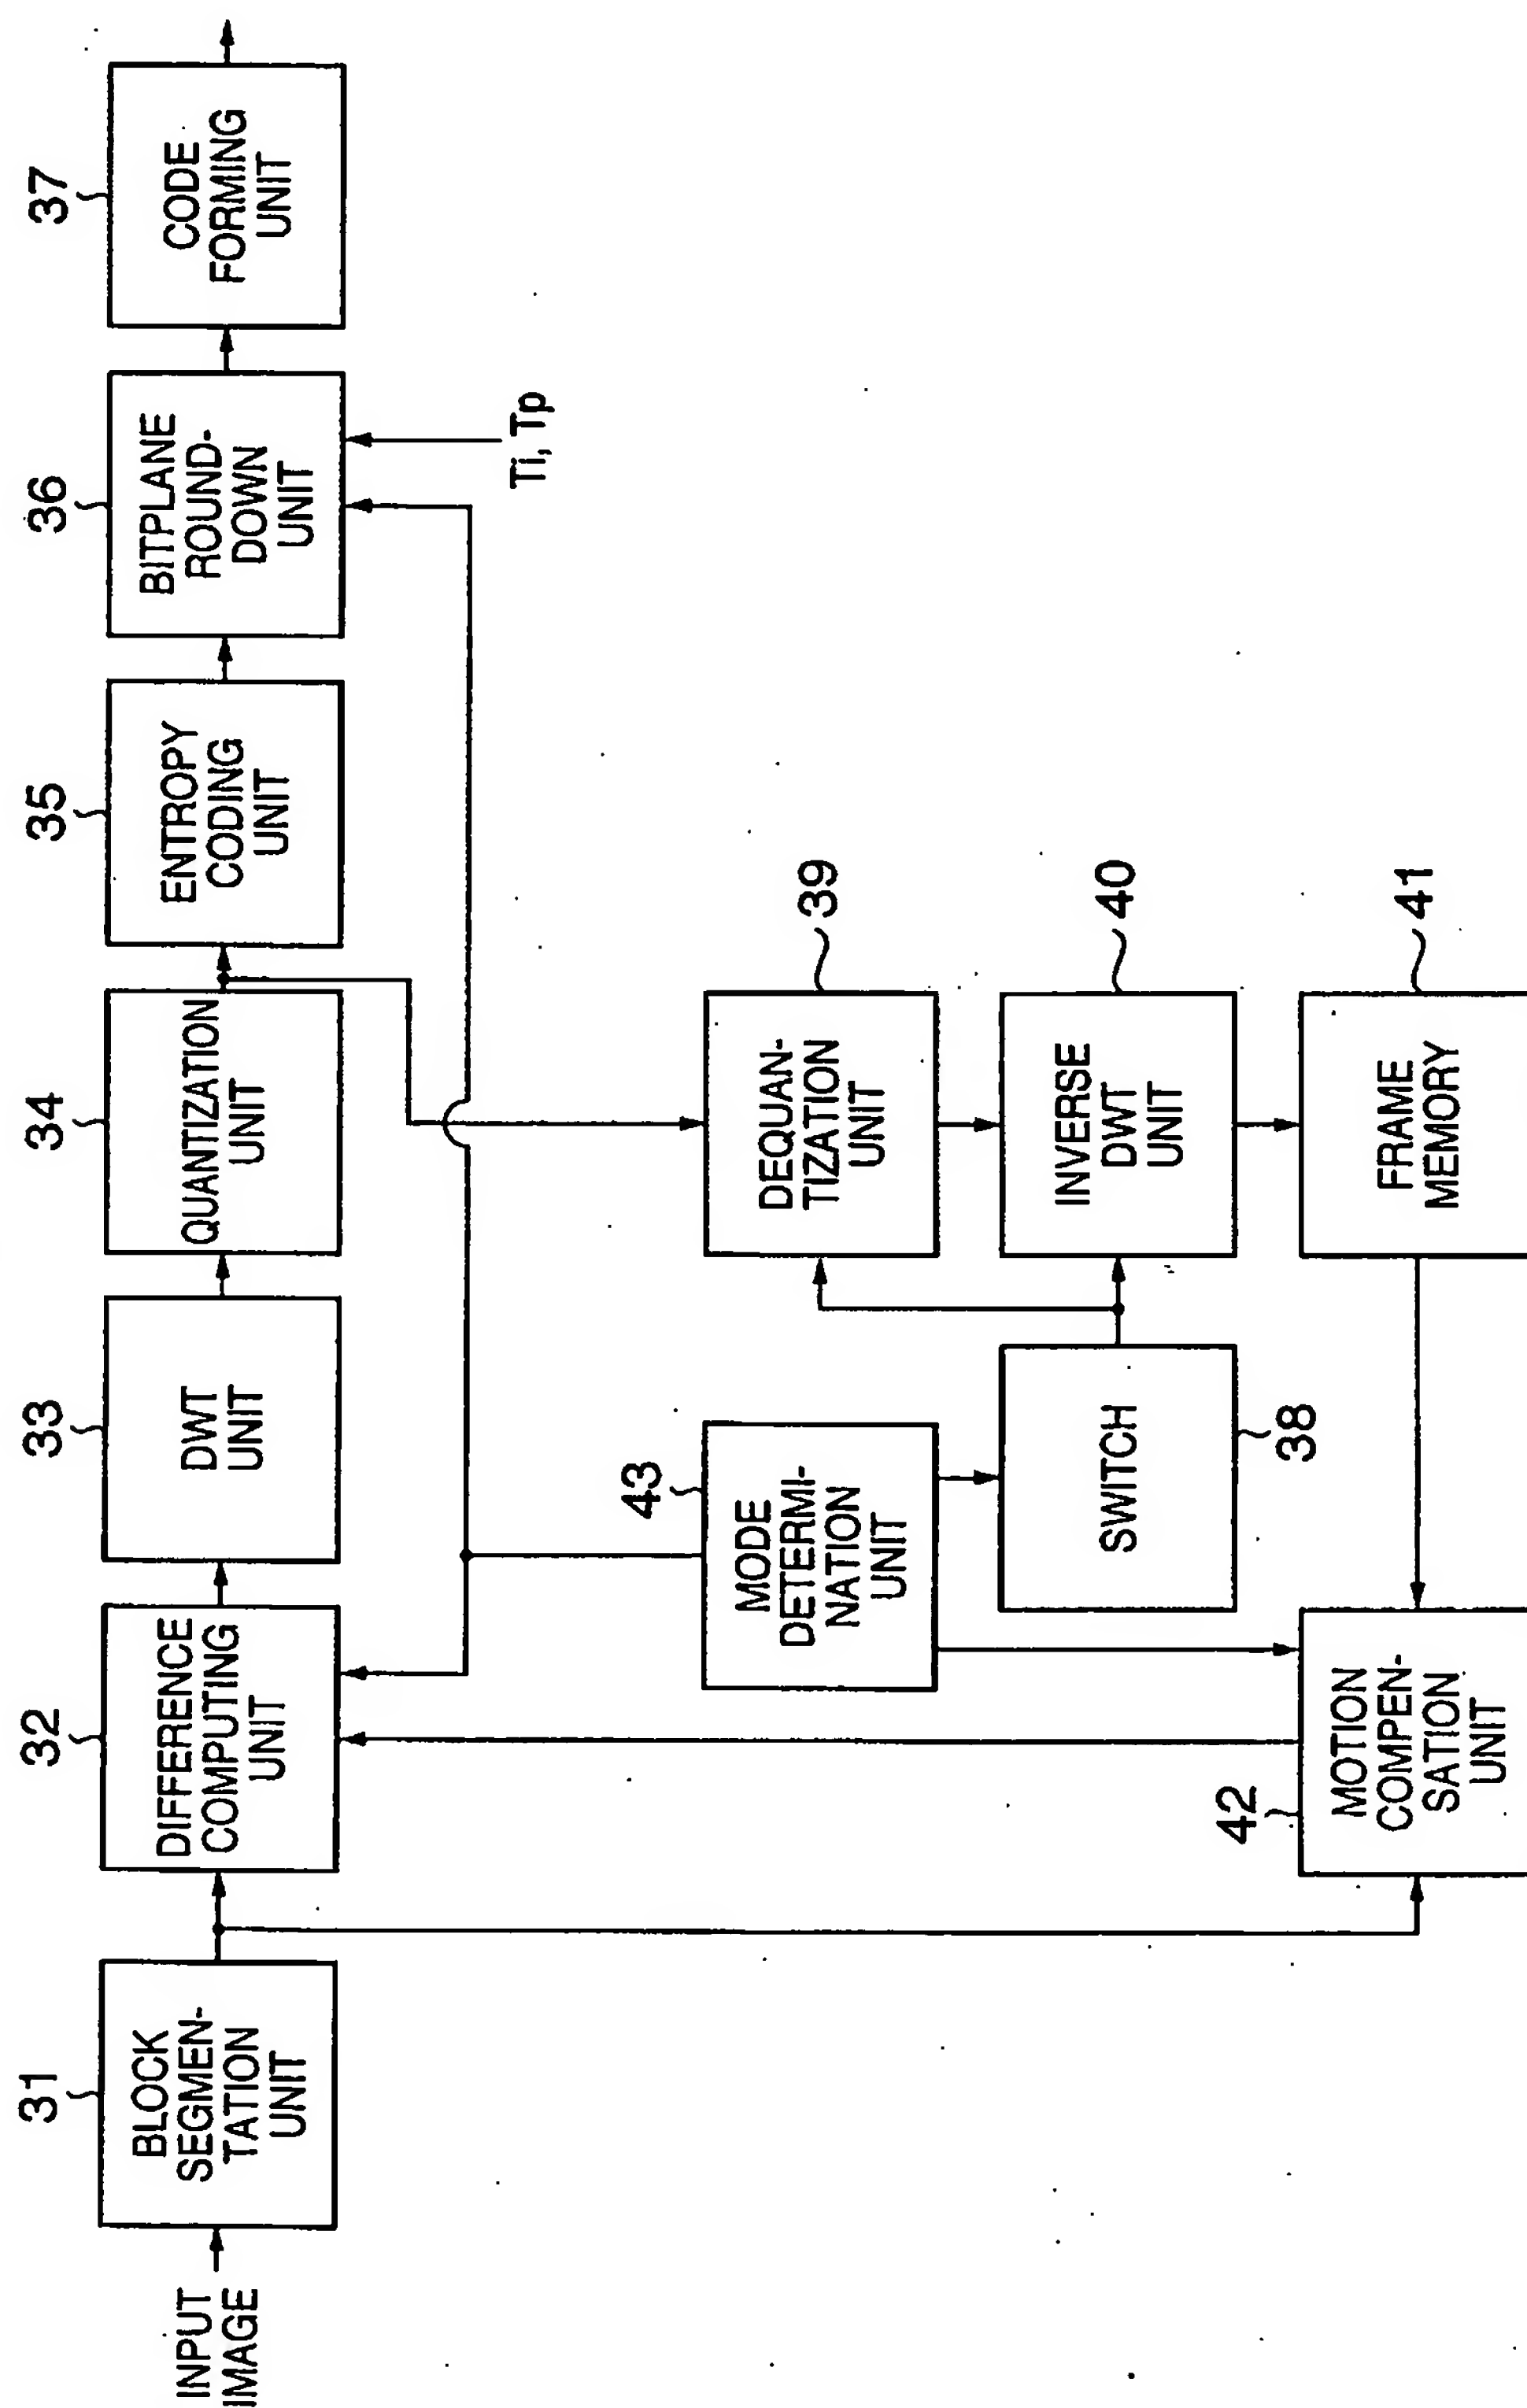 INPUT
IMAGE
31
BLOCK
SEGMEN-
TATION
UNIT
32
DIFFERENCE
COMPUTING
UNIT
33
DWT
UNIT
34
QUANTIZATION
UNIT
35
ENTROPY
CODING
UNIT
36
BITPLANE
ROUND-
DOWN
UNIT
37
CODE
FORMING
UNIT
Ti, Tp
43
MODE
DETERMI-
NATION
UNIT
39
DEQUAN-
TIZATION
UNIT
SWITCH
38
40
INVERSE
DWT
UNIT
42
MOTION
COMPEN-
SATION
UNIT
41
FRAME
MEMORY